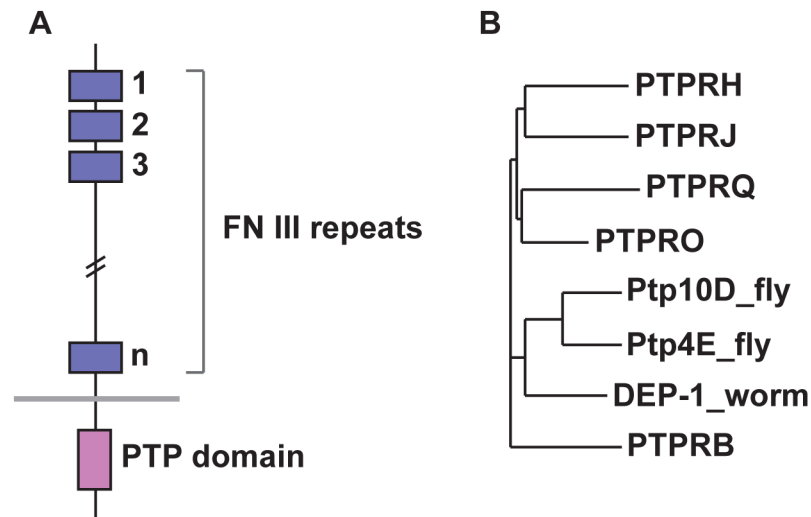 A
1
2
3
FN III repeats
n
PTP domain
B
PTPRH
PTPRJ
PTPRQ
PTPRO
Ptp10D_fly
Ptp4E_fly
DEP-1_worm
PTPRB